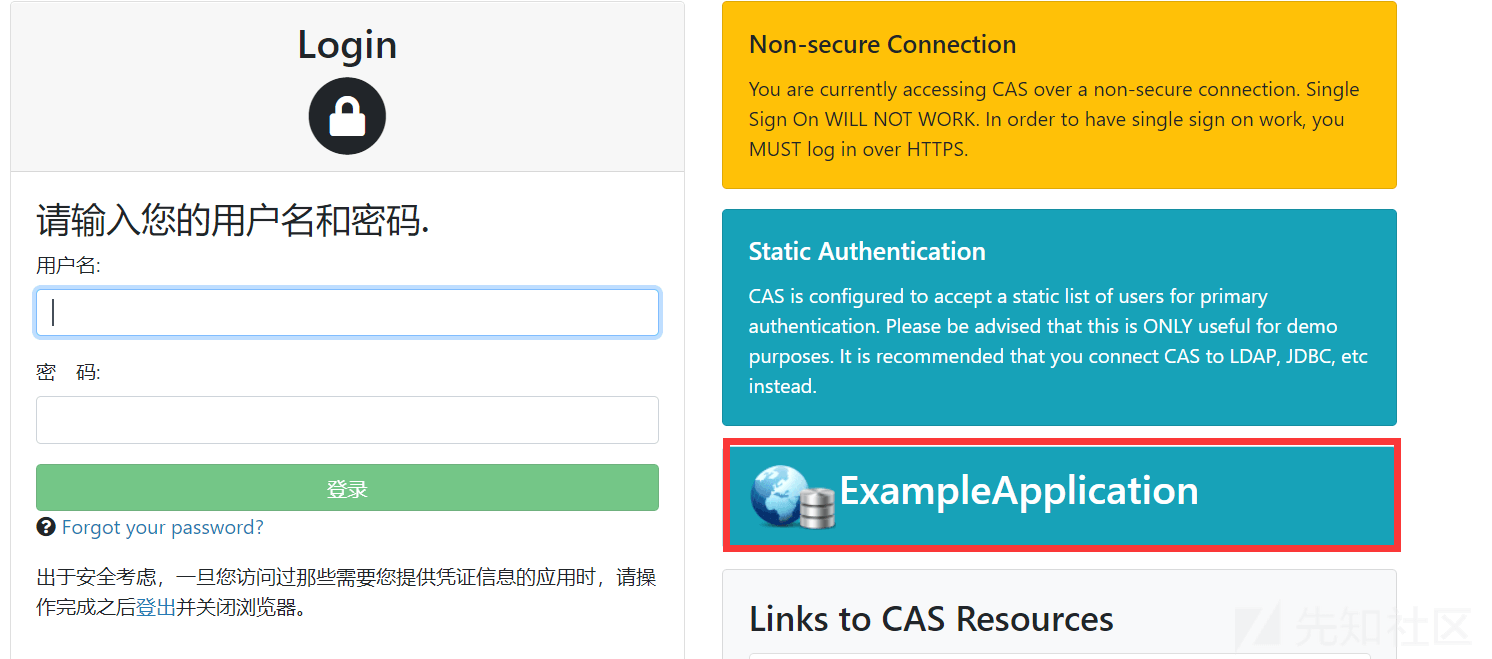 Login
请输入您的用户名和密码.
用户名:
密　码:
登录
Forgot your password?
出于安全考虑，一旦您访问过那些需要您提供凭证信息的应用时，请操
作完成之后登出并关闭浏览器。
Non-secure Connection
You are currently accessing CAS over a non-secure connection. Single
Sign On WILL NOT WORK. In order to have single sign on work, you
MUST log in over HTTPS.
Static Authentication
CAS is configured to accept a static list of users for primary
authentication. Please be advised that this is ONLY useful for demo
purposes. It is recommended that you connect CAS to LDAP, JDBC, etc
instead.
ExampleApplication
Links to CAS Resources
先知社区